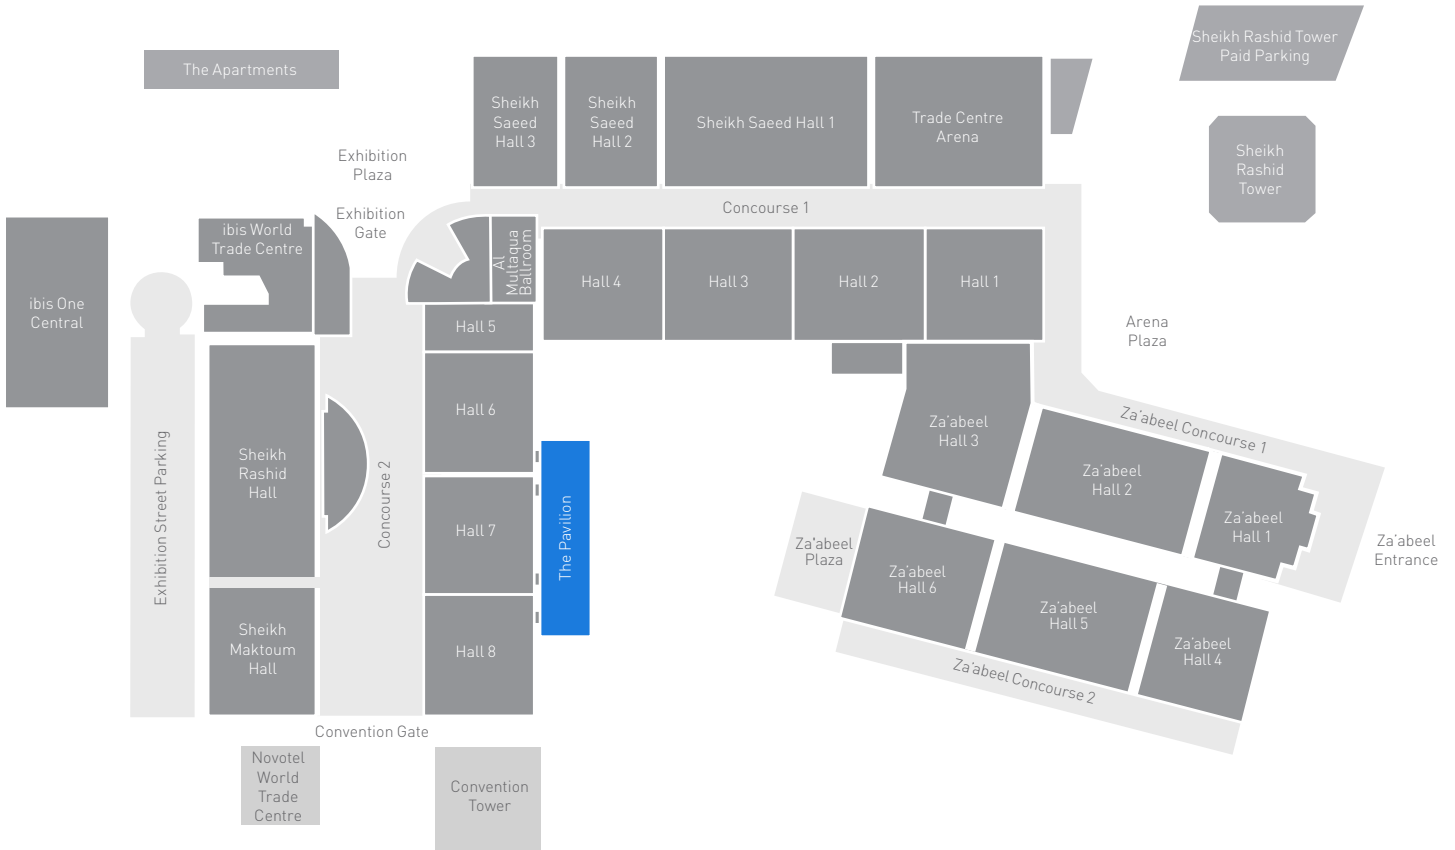 The Apartments
Sheikh Rashid Tower
Paid Parking
Sheikh
Saeed
Hall 3
Sheikh
Saeed
Hall 2
Sheikh Saeed Hall 1
Trade Centre
Arena
Sheikh
Rashid
Tower
Exhibition
Plaza
Exhibition
Gate
Concourse 1
ibis World
Trade Centre
Al
Multaqua
Ballroom
ibis One
Central
Hall 4
Hall 3
Hall 2
Hall 1
Hall 5
Arena
Plaza
Hall 6
Za'abeel
Hall 3
Za'abeel Concourse 1
Sheikh
Rashid
Hall
Concourse 2
Exhibition Street Parking
Za'abeel
Hall 2
Za'abeel
Hall 1
Hall 7
The Pavilion
Za'abeel
Plaza
Za'abeel
Entrance
Za'abeel
Hall 6
Za'abeel
Hall 5
Sheikh
Maktoum
Hall
Hall 8
Za'abeel
Hall 4
Za'abeel Concourse 2
Convention Gate
Novotel
World
Trade
Centre
Convention
Tower